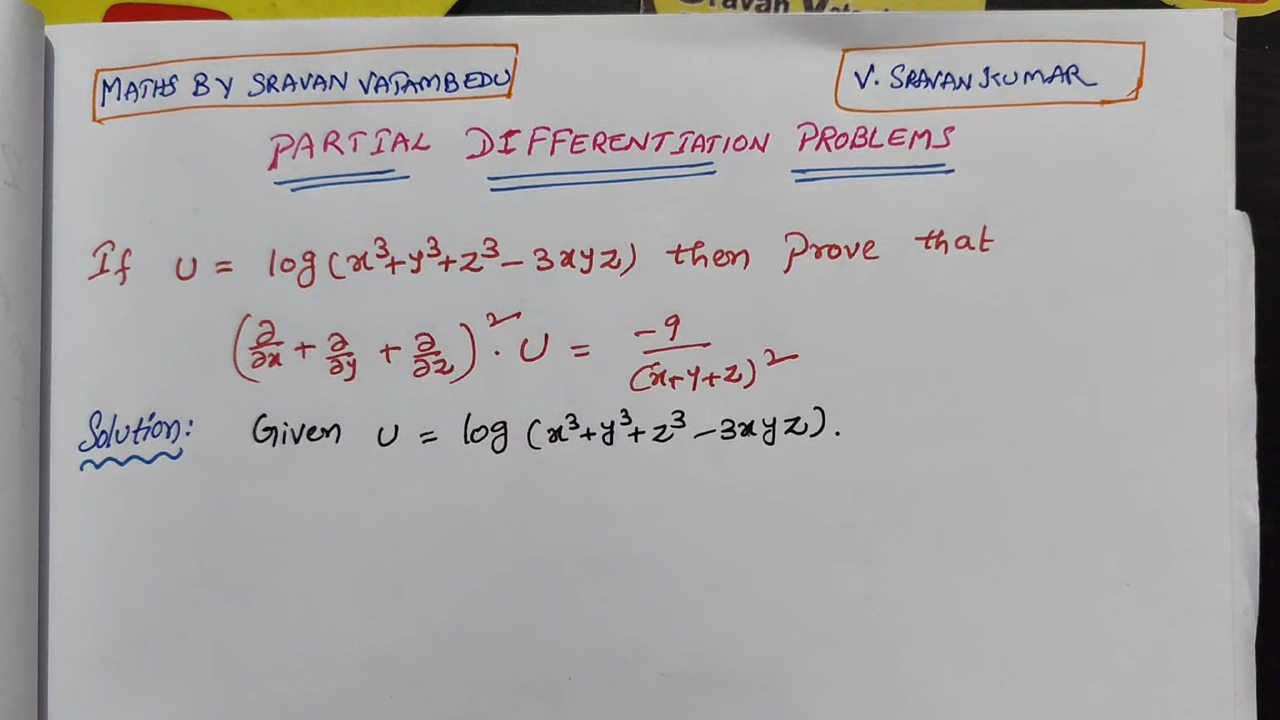 Sravan
MATHS BY SRAVAN VATAMBEDU
V. SRAVAN KUMAR
PARTIAL DIFFERENTIATION PROBLEMS
If U = log(x³+y³+z³-3xyz) then Prove that
(∂/∂x + ∂/∂y + ∂/∂z)² . U = -9/(x+y+z)²
Solution: Given U = log (x³+y³+z³-3xyz).